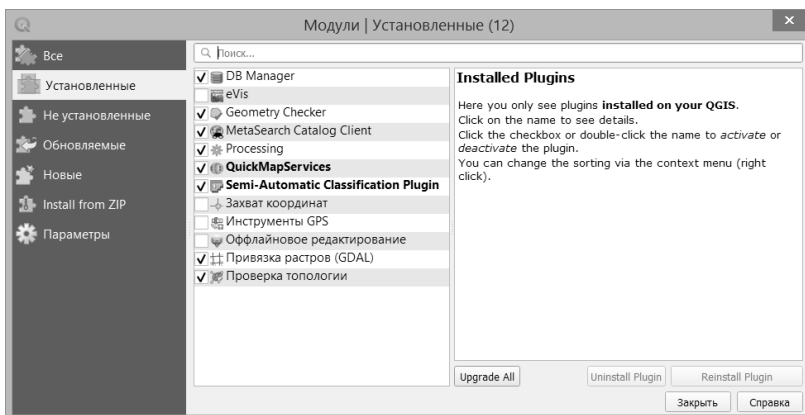 Модули | Установленные (12)
Все
Установленные
Не установленные
Обновляемые
Новые
Install from ZIP
Параметры
Поиск...
DB Manager
eVis
Geometry Checker
MetaSearch Catalog Client
Processing
QuickMapServices
Semi-Automatic Classification Plugin
Захват координат
Инструменты GPS
Оффлайновое редактирование
Привязка растров (GDAL)
Проверка топологии
Installed Plugins
Here you only see plugins installed on your QGIS.
Click on the name to see details.
Click the checkbox or double-click the name to activate or
deactivate the plugin.
You can change the sorting via the context menu (right
click).
Upgrade All
Uninstall Plugin
Reinstall Plugin
Закрыть
Справка